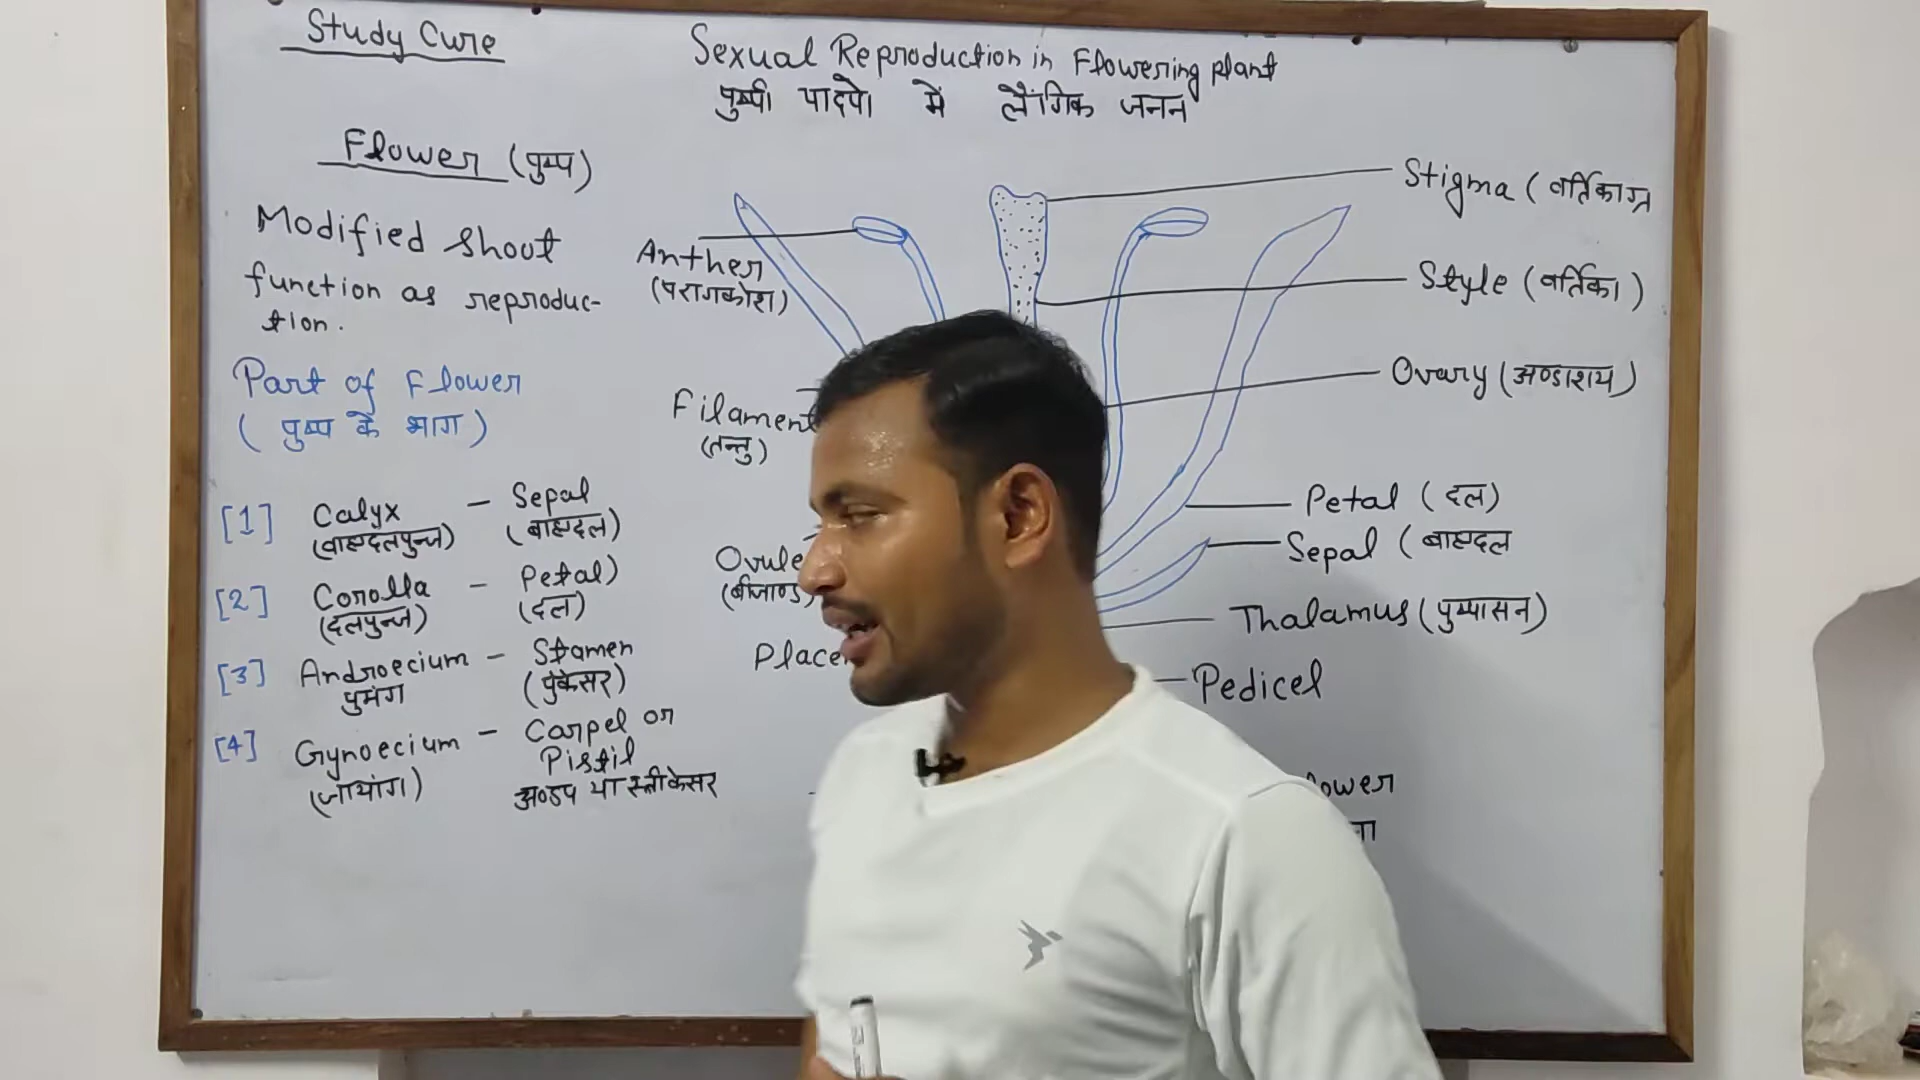 Study Cure
Sexual Reproduction in Flowering plant
पुष्पी पादपो में लैंगिक जनन
Flower (पुष्प)
Modified shoot
function as reproduc-
tion.
Part of Flower
(पुष्प के भाग)
[1] Calyx - Sepal
(बाह्यदलपुन्ज) (बाह्यदल)
[2] Corolla - Petal)
(दलपुन्ज) (दल)
[3] Androecium - Stamen
पुमंग (पुंकेसर)
[4] Gynoecium - Carpel or
Pistil
(जायांग) अण्डप या स्त्रीकेसर
Anther
(परागकोश)
Filament
(तन्तु)
Ovule
(बीजाण्ड)
Stigma (वर्तिकाग्र
Style (वर्तिका)
Ovary (अण्डाशय)
Petal (दल)
Sepal (बाह्यदल
Thalamus (पुष्पासन)
Pedicel